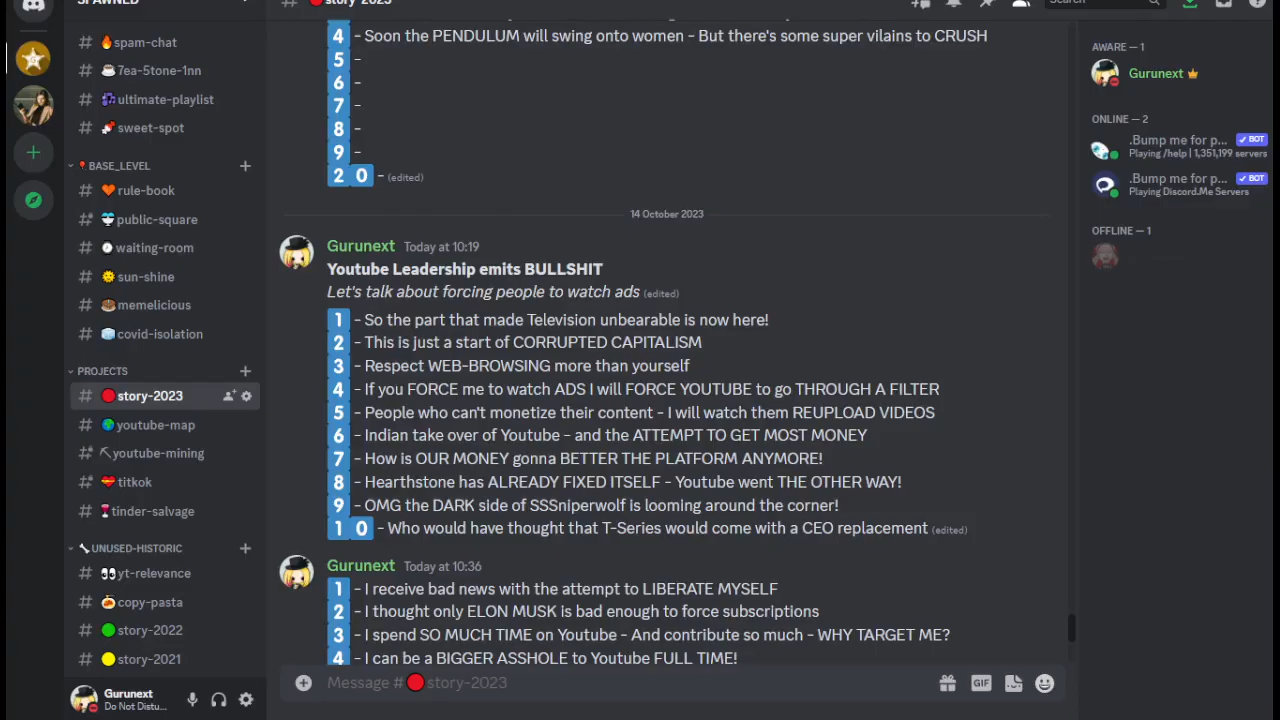 SPAWNED
story-2023
Search
spam-chat
7ea-5tone-1nn
ultimate-playlist
sweet-spot
BASE_LEVEL
rule-book
public-square
waiting-room
sun-shine
memelicious
covid-isolation
PROJECTS
story-2023
youtube-map
youtube-mining
titkok
tinder-salvage
UNUSED-HISTORIC
yt-relevance
copy-pasta
story-2022
story-2021
Gurunext
Do Not Distu...
4 - Soon the PENDULUM will swing onto women - But there's some super vilains to CRUSH
5 -
6 -
7 -
8 -
9 -
2 0 - (edited)
14 October 2023
Gurunext Today at 10:19
Youtube Leadership emits BULLSHIT
Let's talk about forcing people to watch ads (edited)
1 - So the part that made Television unbearable is now here!
2 - This is just a start of CORRUPTED CAPITALISM
3 - Respect WEB-BROWSING more than yourself
4 - If you FORCE me to watch ADS I will FORCE YOUTUBE to go THROUGH A FILTER
5 - People who can't monetize their content - I will watch them REUPLOAD VIDEOS
6 - Indian take over of Youtube - and the ATTEMPT TO GET MOST MONEY
7 - How is OUR MONEY gonna BETTER THE PLATFORM ANYMORE!
8 - Hearthstone has ALREADY FIXED ITSELF - Youtube went THE OTHER WAY!
9 - OMG the DARK side of SSSniperwolf is looming around the corner!
1 0 - Who would have thought that T-Series would come with a CEO replacement (edited)
Gurunext Today at 10:36
1 - I receive bad news with the attempt to LIBERATE MYSELF
2 - I thought only ELON MUSK is bad enough to force subscriptions
3 - I spend SO MUCH TIME on Youtube - And contribute so much - WHY TARGET ME?
4 - I can be a BIGGER ASSHOLE to Youtube FULL TIME!
Message # story-2023
GIF
AWARE — 1
Gurunext
ONLINE — 2
.Bump me for p... BOT
Playing /help | 1,351,199 servers
.Bump me for p... BOT
Playing Discord.Me Servers
OFFLINE — 1